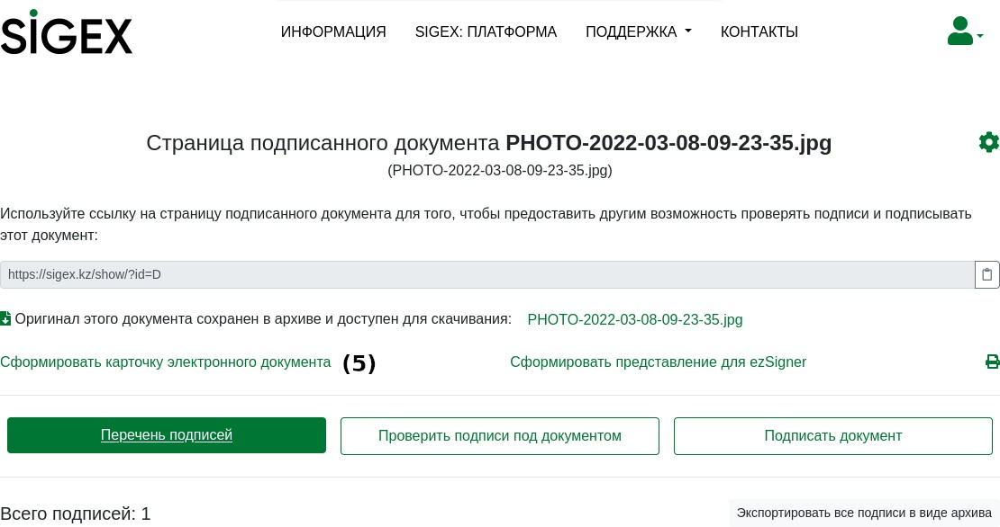 SIGEX
ИНФОРМАЦИЯ SIGEX: ПЛАТФОРМА ПОДДЕРЖКА КОНТАКТЫ
Страница подписанного документа PHOTO-2022-03-08-09-23-35.jpg
(PHOTO-2022-03-08-09-23-35.jpg)
Используйте ссылку на страницу подписанного документа для того, чтобы предоставить другим возможность проверять подписи и подписывать
этот документ:
https://sigex.kz/show/?id=D
Оригинал этого документа сохранен в архиве и доступен для скачивания: PHOTO-2022-03-08-09-23-35.jpg
Сформировать карточку электронного документа (5) Сформировать представление для ezSigner
Перечень подписей Проверить подписи под документом Подписать документ
Всего подписей: 1 Экспортировать все подписи в виде архива